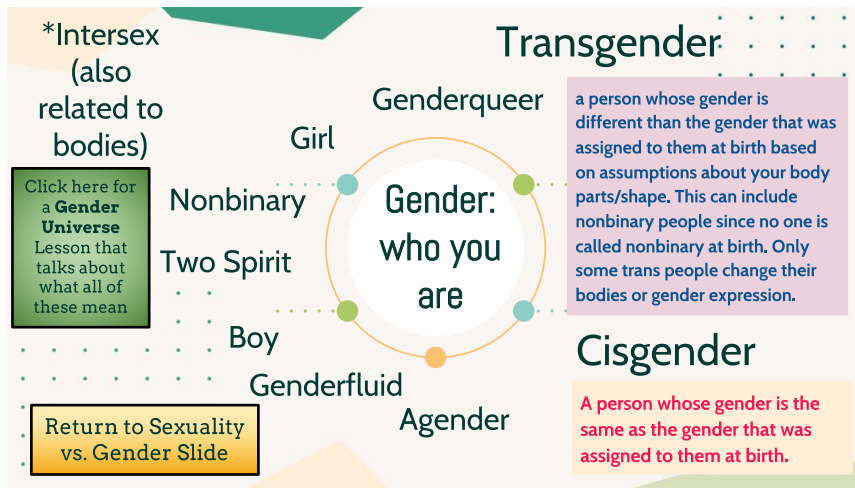 *Intersex
(also
related to
bodies)
Click here for
a Gender
Universe
Lesson that
talks about
what all of
these mean
Return to Sexuality
vs. Gender Slide
Genderqueer
Girl
Nonbinary
Two Spirit
Boy
Genderfluid
Agender
Gender:
who you
are
Transgender
a person whose gender is
different than the gender that was
assigned to them at birth based
on assumptions about your body
parts/shape. This can include
nonbinary people since no one is
called nonbinary at birth. Only
some trans people change their
bodies or gender expression.
Cisgender
A person whose gender is the
same as the gender that was
assigned to them at birth.